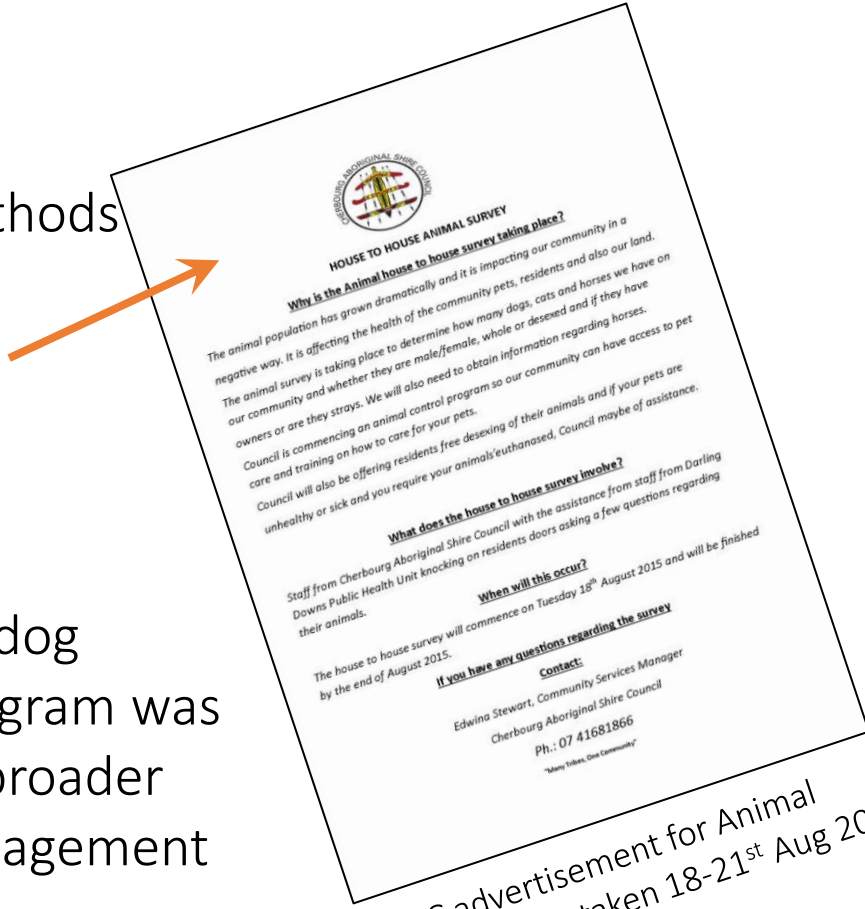 thods
dog
gram was
broader
agement
CHERBOURG ABORIGINAL SHIRE COUNCIL
HOUSE TO HOUSE ANIMAL SURVEY
Why is the Animal house to house survey taking place?
The animal population has grown dramatically and it is impacting our community in a
negative way. It is affecting the health of the community pets, residents and also our land.
The animal survey is taking place to determine how many dogs, cats and horses we have on
our community and whether they are male/female, whole or desexed and if they have
owners or are they strays. We will also need to obtain information regarding horses.
Council is commencing an animal control program so our community can have access to pet
care and training on how to care for your pets.
Council will also be offering residents free desexing of their animals and if your pets are
unhealthy or sick and you require your animals'euthanased, Council maybe of assistance.
What does the house to house survey involve?
Staff from Cherbourg Aboriginal Shire Council with the assistance from staff from Darling
Downs Public Health Unit knocking on residents doors asking a few questions regarding
their animals.
When will this occur?
The house to house survey will commence on Tuesday 18th August 2015 and will be finished
by the end of August 2015.
If you have any questions regarding the survey
Contact:
Edwina Stewart, Community Services Manager
Cherbourg Aboriginal Shire Council
Ph.: 07 41681866
"Many Tribes, One Community"
advertisement for Animal
taken 18-21st Aug 20